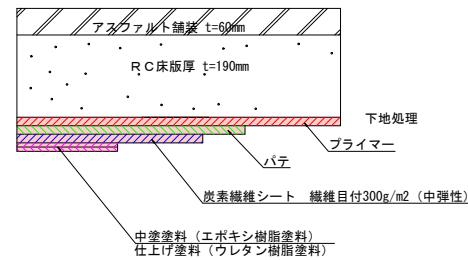 アスファルト舗装 t=60mm
RC床版厚 t=190mm
下地処理
プライマー
パテ
炭素繊維シート 繊維目付300g/m2 (中弾性)
中塗塗料 (エポキシ樹脂塗料)
仕上げ塗料 (ウレタン樹脂塗料)